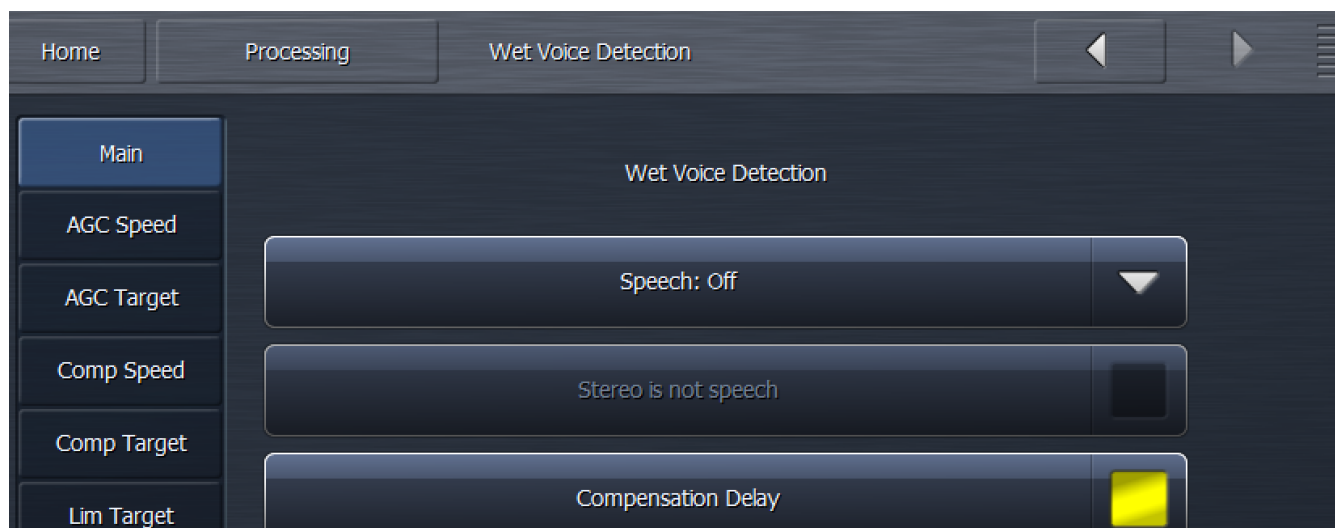 Home
Processing
Wet Voice Detection
Main
AGC Speed
AGC Target
Comp Speed
Comp Target
Lim Target
Wet Voice Detection
Speech: Off
Stereo is not speech
Compensation Delay